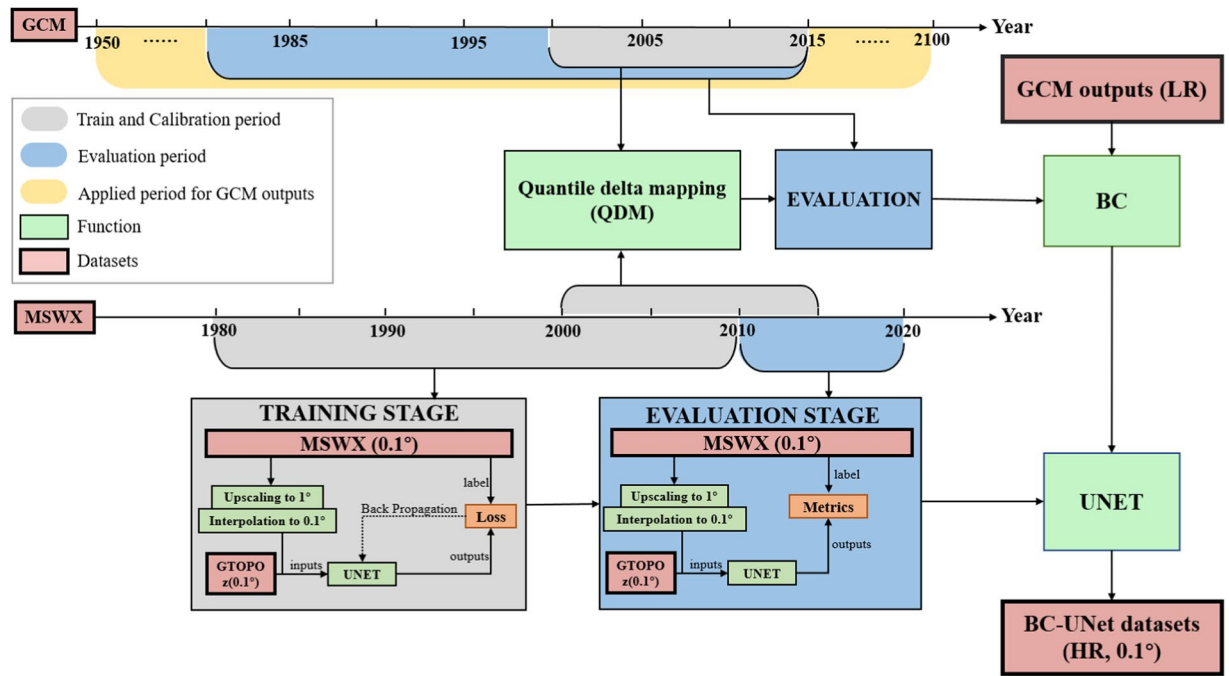 GCM
Year
1950
......
1985
1995
2005
2015
......
2100
Train and Calibration period
Evaluation period
Applied period for GCM outputs
Function
Datasets
Quantile delta mapping
(QDM)
EVALUATION
GCM outputs (LR)
BC
MSWX
Year
1980
1990
2000
2010
2020
TRAINING STAGE
MSWX (0.1°)
label
Upscaling to 1°
Interpolation to 0.1°
Back Propagation
Loss
GTOPO
z(0.1°)
inputs
UNET
outputs
EVALUATION STAGE
MSWX (0.1°)
label
Upscaling to 1°
Interpolation to 0.1°
Metrics
GTOPO
z(0.1°)
inputs
UNET
outputs
UNET
BC-UNet datasets
(HR, 0.1°)